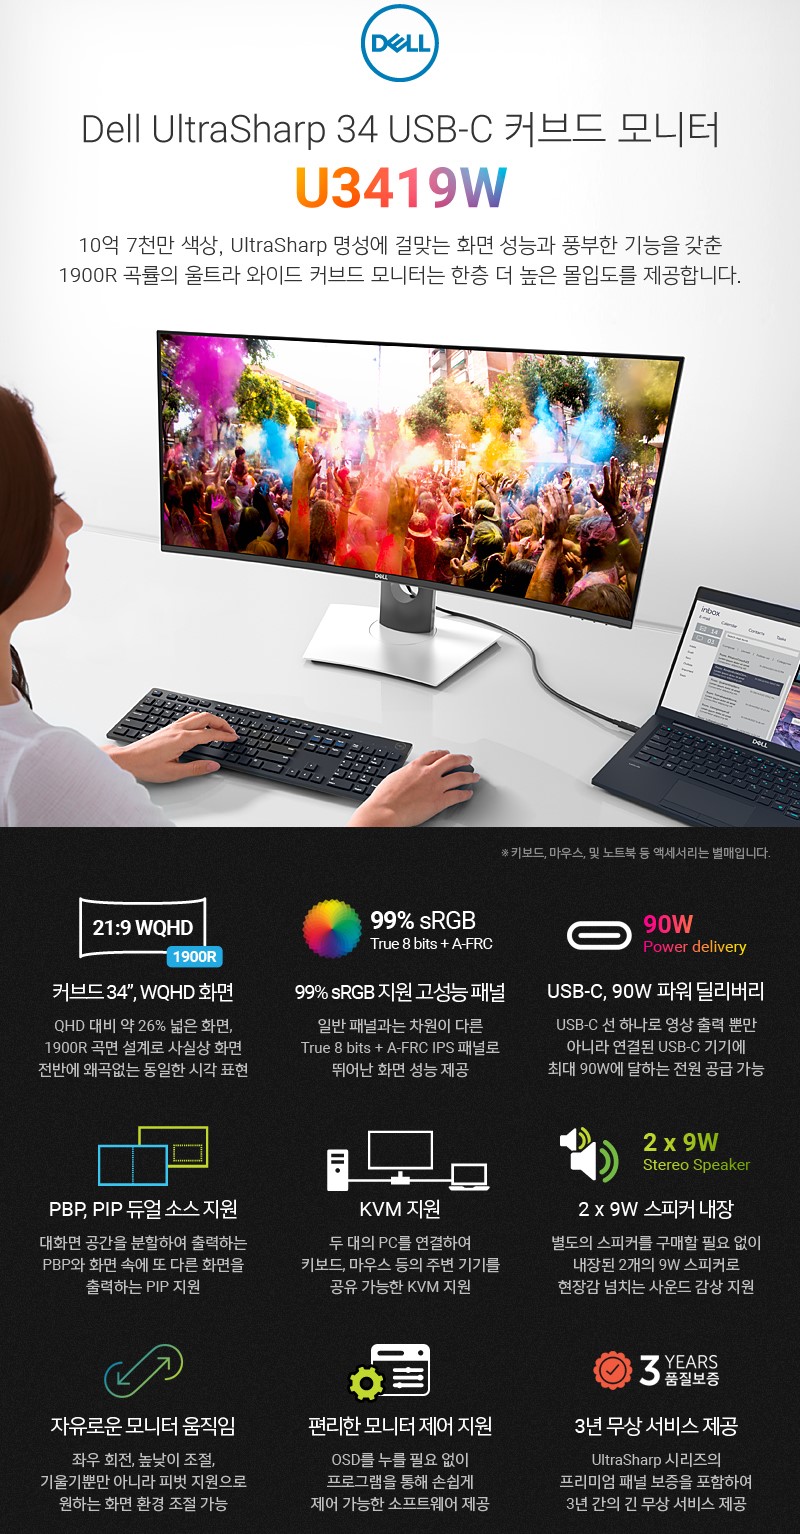 DELL
Dell UltraSharp 34 USB-C 커브드 모니터
U3419W
10억 7천만 색상, UltraSharp 명성에 걸맞는 화면 성능과 풍부한 기능을 갖춘
1900R 곡률의 울트라 와이드 커브드 모니터는 한층 더 높은 몰입도를 제공합니다.
DELL
inbox
E-mail Calendar Contacts Tasks
DELL
※ 키보드, 마우스, 및 노트북 등 액세서리는 별매입니다.
21:9 WQHD
1900R
커브드 34”, WQHD 화면
QHD 대비 약 26% 넓은 화면,
1900R 곡면 설계로 사실상 화면
전반에 왜곡없는 동일한 시각 표현
99% sRGB
True 8 bits + A-FRC
99% sRGB 지원 고성능 패널
일반 패널과는 차원이 다른
True 8 bits + A-FRC IPS 패널로
뛰어난 화면 성능 제공
90W
Power delivery
USB-C, 90W 파워 딜리버리
USB-C 선 하나로 영상 출력 뿐만
아니라 연결된 USB-C 기기에
최대 90W에 달하는 전원 공급 가능
PBP, PIP 듀얼 소스 지원
대화면 공간을 분할하여 출력하는
PBP와 화면 속에 또 다른 화면을
출력하는 PIP 지원
KVM 지원
두 대의 PC를 연결하여
키보드, 마우스 등의 주변 기기를
공유 가능한 KVM 지원
2 x 9W
Stereo Speaker
2 x 9W 스피커 내장
별도의 스피커를 구매할 필요 없이
내장된 2개의 9W 스피커로
현장감 넘치는 사운드 감상 지원
자유로운 모니터 움직임
좌우 회전, 높낮이 조절,
기울기뿐만 아니라 피벗 지원으로
원하는 화면 환경 조절 가능
편리한 모니터 제어 지원
OSD를 누를 필요 없이
프로그램을 통해 손쉽게
제어 가능한 소프트웨어 제공
3 YEARS
품질보증
3년 무상 서비스 제공
UltraSharp 시리즈의
프리미엄 패널 보증을 포함하여
3년 간의 긴 무상 서비스 제공